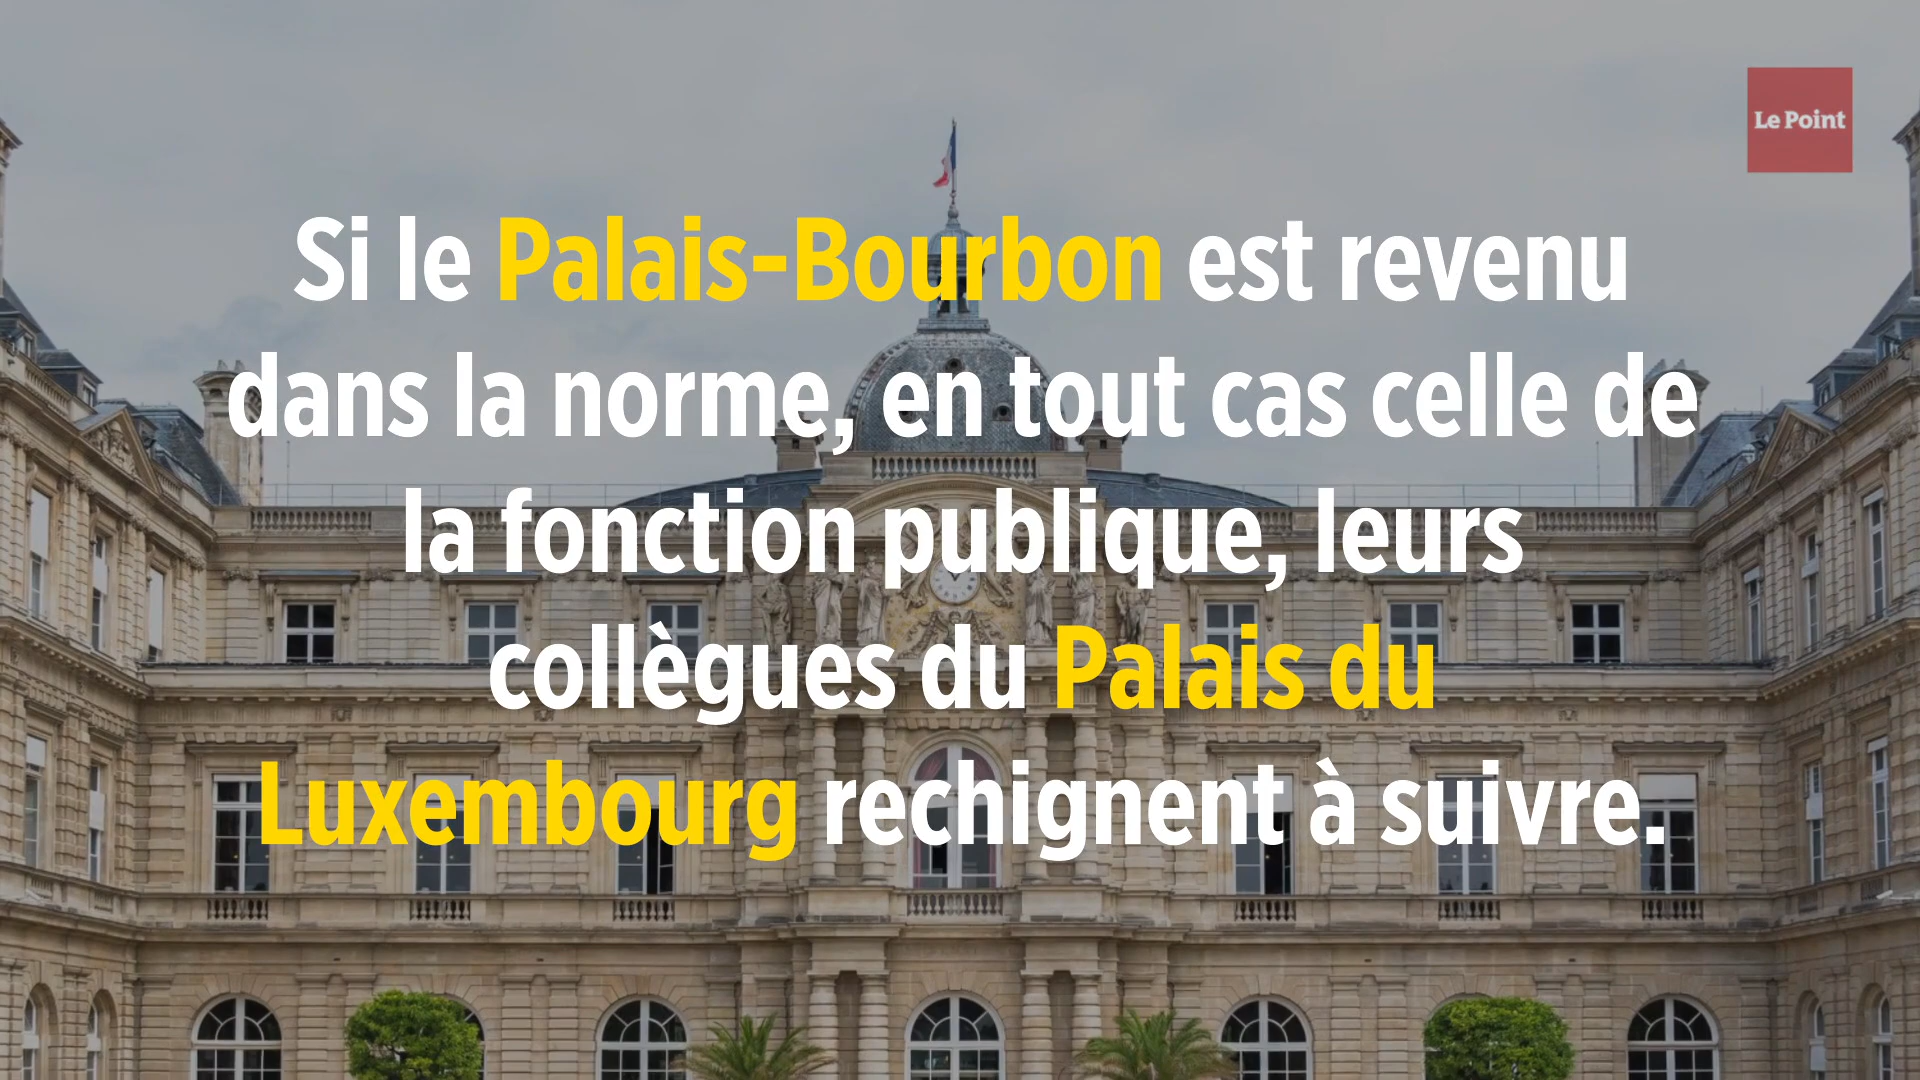 Le Point
Si le Palais-Bourbon est revenu
dans la norme, en tout cas celle de
la fonction publique, leurs
collègues du Palais du
Luxembourg rechignent à suivre.